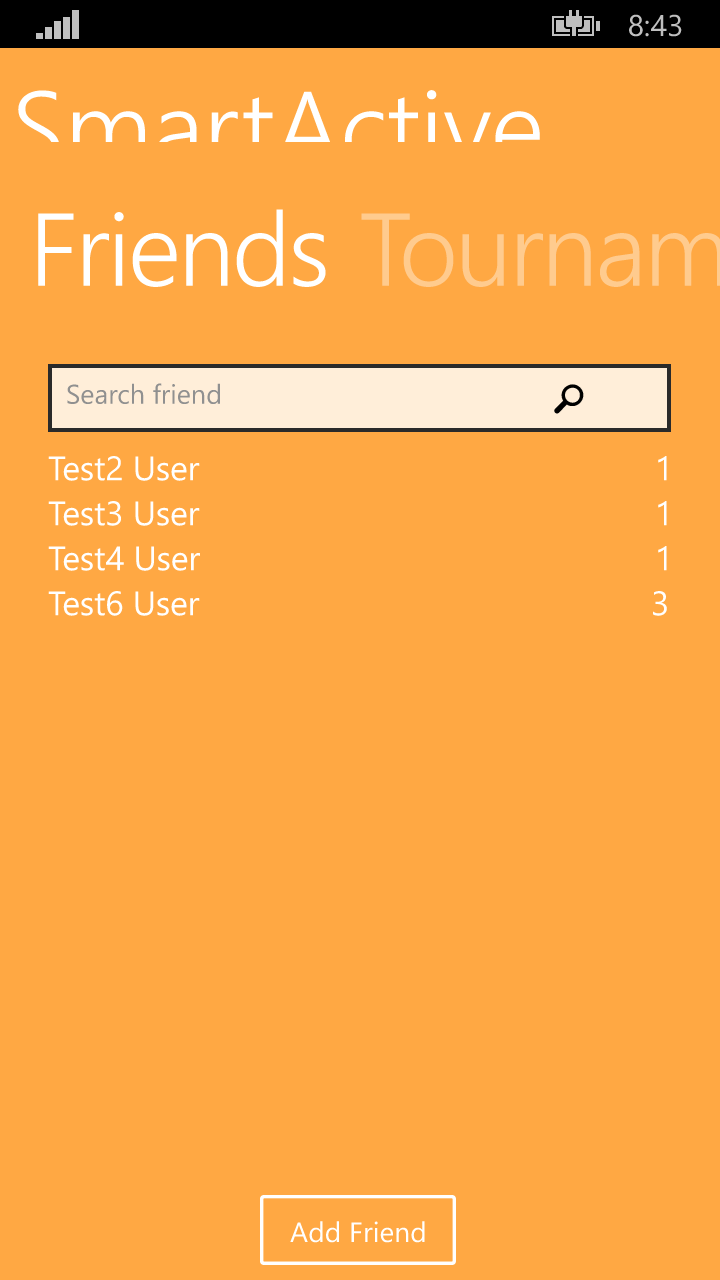 8:43
SmartActive
Friends Tournam
Search friend
Test2 User 1
Test3 User 1
Test4 User 1
Test6 User 3
Add Friend